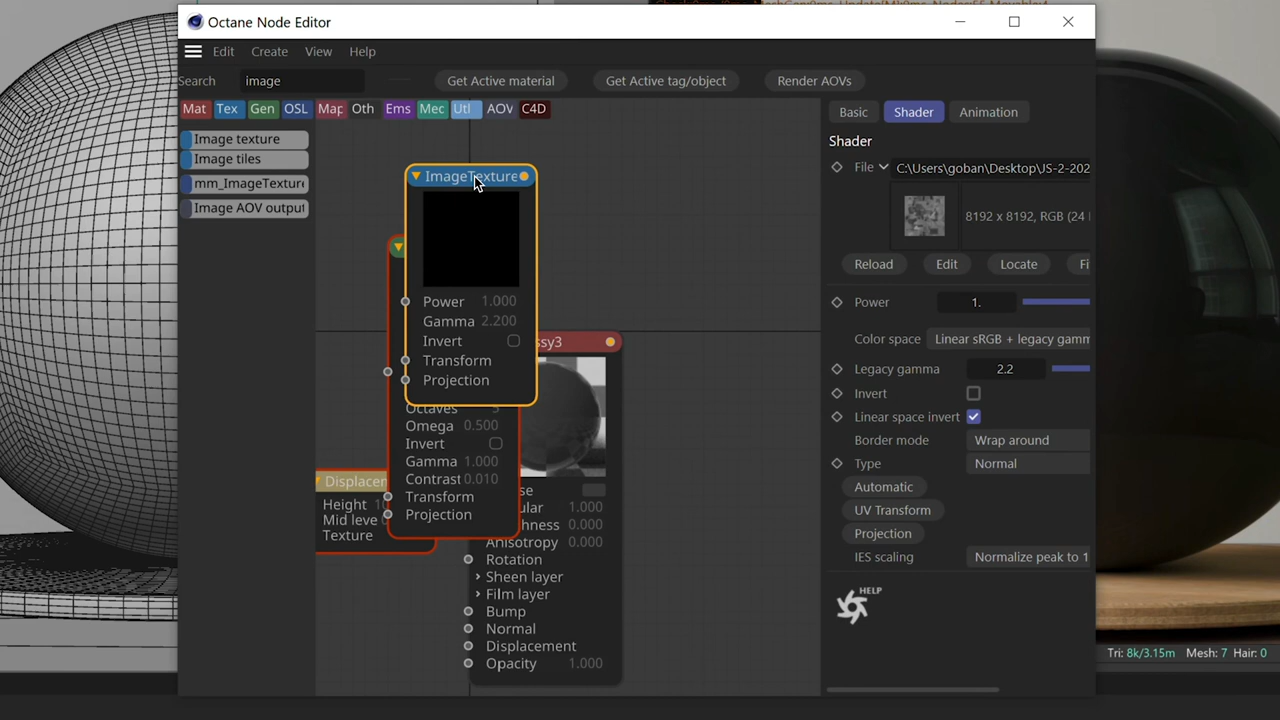 Octane Node Editor
Edit Create View Help
Search image Get Active material Get Active tag/object Render AOVs
Mat Tex Gen OSL Map Oth Ems Mec Utl AOV C4D
Basic Shader Animation
Image texture
Image tiles
mm_ImageTexture
Image AOV output
ImageTexture
Power 1.000
Gamma 2.200
Invert
Transform
Projection
Octaves 5
Omega 0.500
Invert
Gamma 1.000
Contrast 0.010
Transform
Projection
Displacem
Height
Mid leve
Texture
ssy3
se
ular 1.000
hness 0.000
Anisotropy 0.000
Rotation
Sheen layer
Film layer
Bump
Normal
Displacement
Opacity 1.000
Shader
File C:\Users\goban\Desktop\JS-2-202
8192 x 8192, RGB (24
Reload Edit Locate Fi
Power 1.
Color space Linear sRGB + legacy gamm
Legacy gamma 2.2
Invert
Linear space invert
Border mode Wrap around
Type Normal
Automatic
UV Transform
Projection
IES scaling Normalize peak to 1
HELP
Tri: 8k/3.15m Mesh: 7 Hair: 0